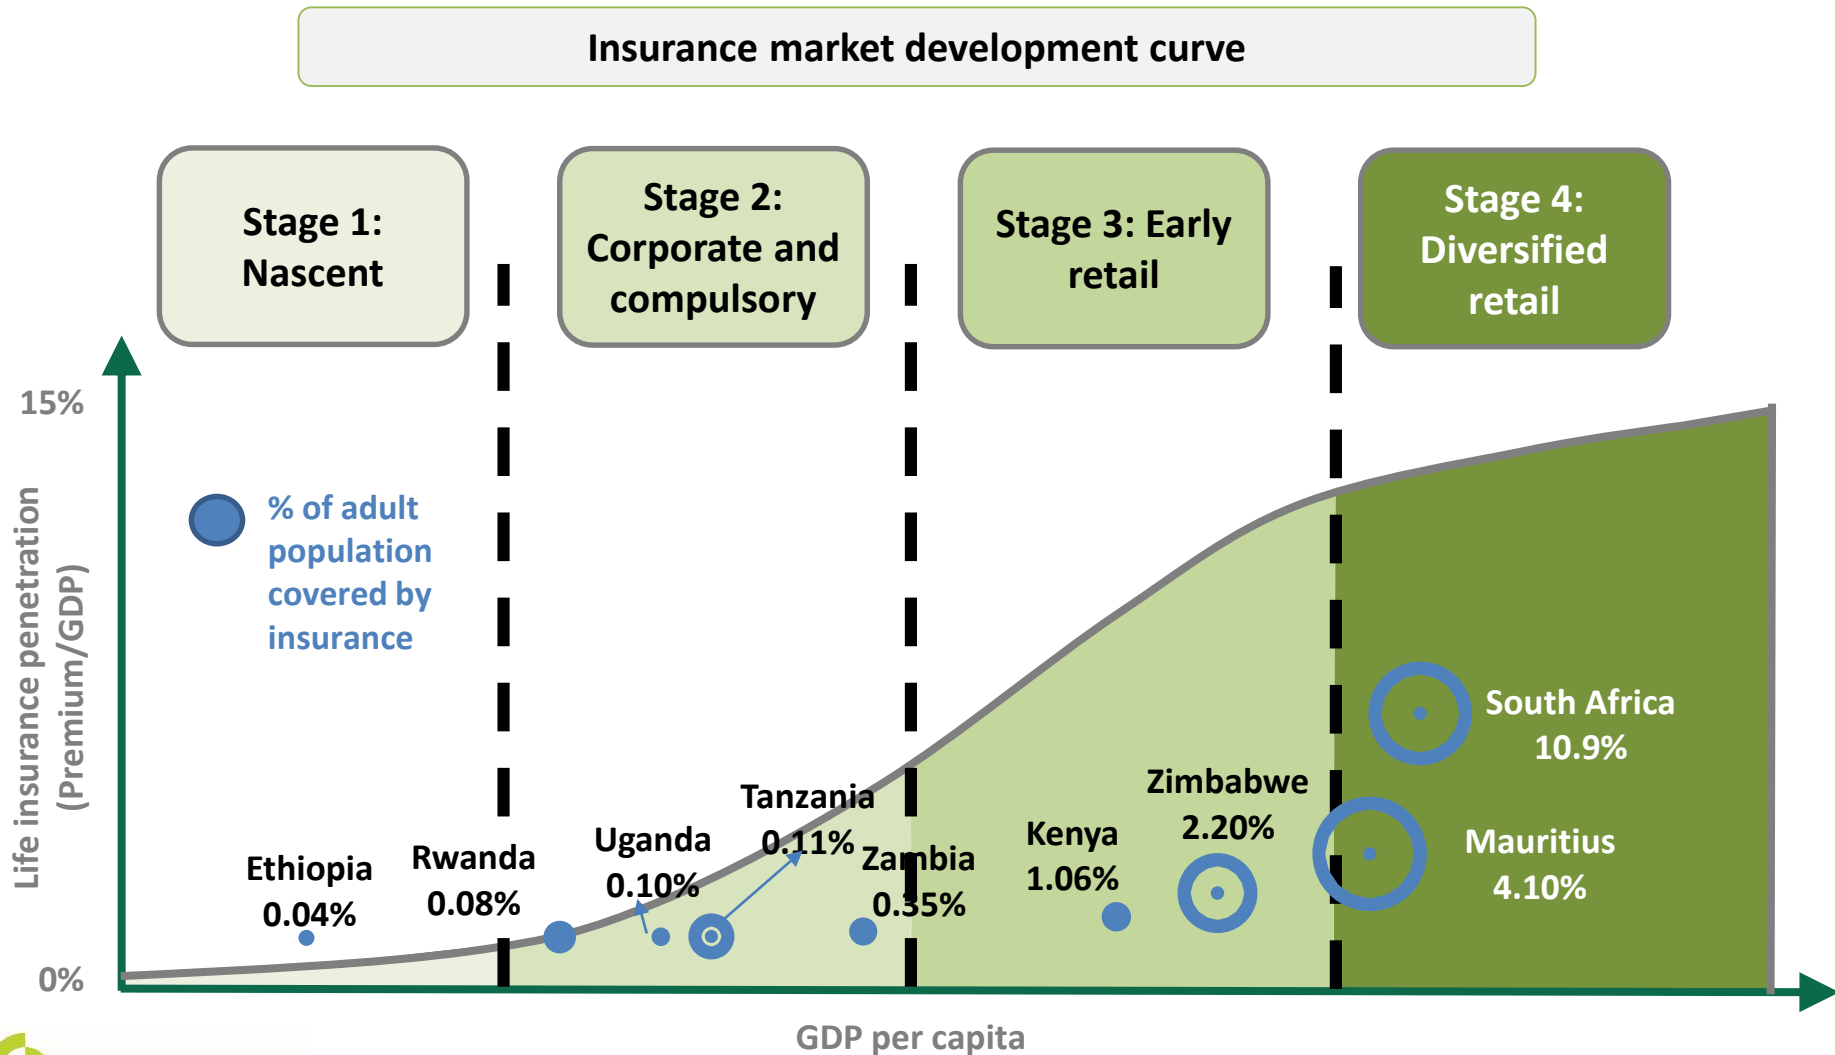 Insurance market development curve
Stage 1:
Nascent
Stage 2:
Corporate and
compulsory
Stage 3: Early
retail
Stage 4:
Diversified
retail
15%
0%
Life insurance penetration
(Premium/GDP)
% of adult
population
covered by
insurance
Ethiopia
0.04%
Rwanda
0.08%
Uganda
0.10%
Tanzania
0.11%
Zambia
0.35%
Kenya
1.06%
Zimbabwe
2.20%
South Africa
10.9%
Mauritius
4.10%
GDP per capita